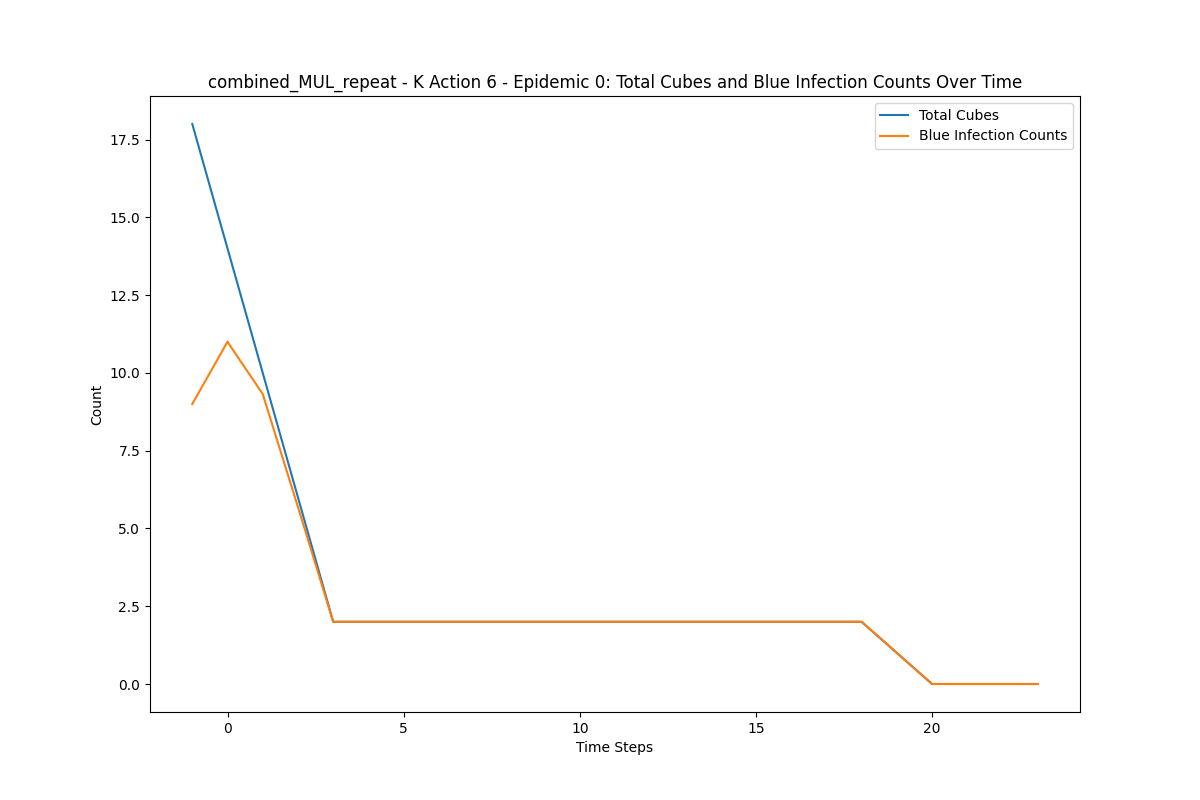 combined_MUL_repeat - K Action 6 - Epidemic 0: Total Cubes and Blue Infection Counts Over Time
Total Cubes
Blue Infection Counts
17.5
15.0
12.5
10.0
7.5
5.0
2.5
0.0
Count
0 5 10 15 20
Time Steps